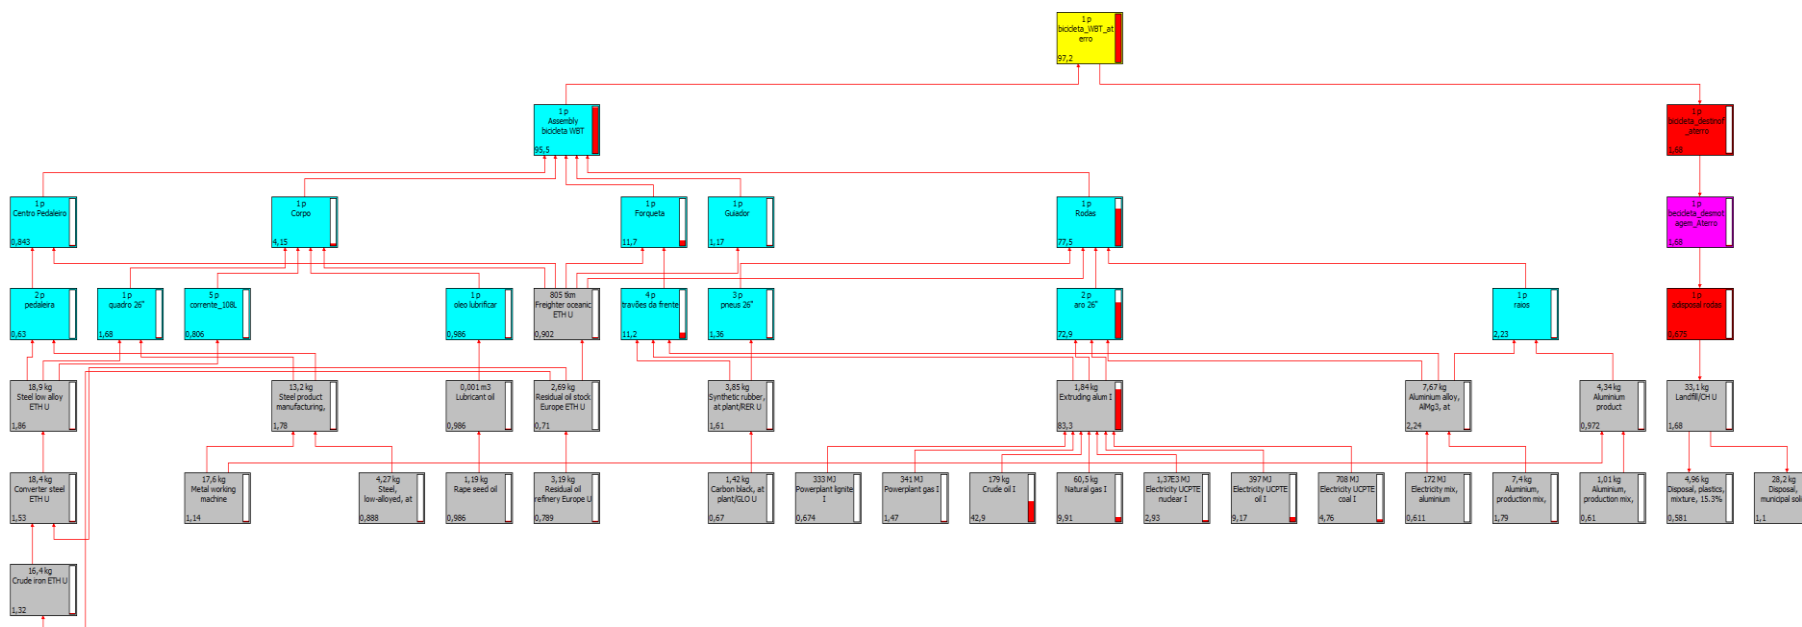 1 p
bicicleta_WBT_at
erro
97,2
1 p
Assembly
bicicleta WBT
95,5
1 p
bicicleta_destnof
_aterro
1,68
1 p
Centro Pedaleiro
0,843
1 p
Corpo
4,15
1 p
Forqueta
11,7
1 p
Guiador
1,17
1 p
Rodas
77,5
1 p
becicleta_desmot
agem_Aterro
1,68
2 p
pedaleira
0,63
1 p
quadro 26"
1,68
5 p
corrente_108L
0,806
1 p
oleo lubrificar
0,986
805 tkm
Freighter oceanic
ETH U
0,902
4 p
travões da frente
11,2
3 p
pneus 26"
1,36
2 p
aro 26"
72,9
1 p
raios
2,23
1 p
adisposal rodas
0,675
18,9 kg
Steel low alloy
ETH U
1,86
13,2 kg
Steel product
manufacturing,
1,78
0,001 m3
Lubricant oil
0,986
2,69 kg
Residual oil stock
Europe ETH U
0,71
3,85 kg
Synthetic rubber,
at plant/RER U
1,61
1,84 kg
Extruding alum I
83,3
7,67 kg
Aluminium alloy,
AlMg3, at
2,24
4,34 kg
Aluminium
product
0,972
33,1 kg
Landfill/CH U
1,68
18,4 kg
Converter steel
ETH U
1,53
17,6 kg
Metal working
machine
1,14
4,27 kg
Steel,
low-alloyed, at
0,888
1,19 kg
Rape seed oil
0,986
3,19 kg
Residual oil
refinery Europe U
0,789
1,42 kg
Carbon black, at
plant/GLO U
0,67
333 MJ
Powerplant lignite
I
0,674
341 MJ
Powerplant gas I
1,47
179 kg
Crude oil I
42,9
60,5 kg
Natural gas I
9,91
1,37E3 MJ
Electricity UCPTE
nuclear I
2,93
397 MJ
Electricity UCPTE
oil I
9,17
708 MJ
Electricity UCPTE
coal I
4,76
172 MJ
Electricity mix,
aluminium
0,611
7,4 kg
Aluminium,
production mix,
1,79
1,01 kg
Aluminium,
production mix,
0,61
4,96 kg
Disposal, plastics,
mixture, 15.3%
0,581
28,2 kg
Disposal,
municipal soli
1,1
16,4 kg
Crude iron ETH U
1,32